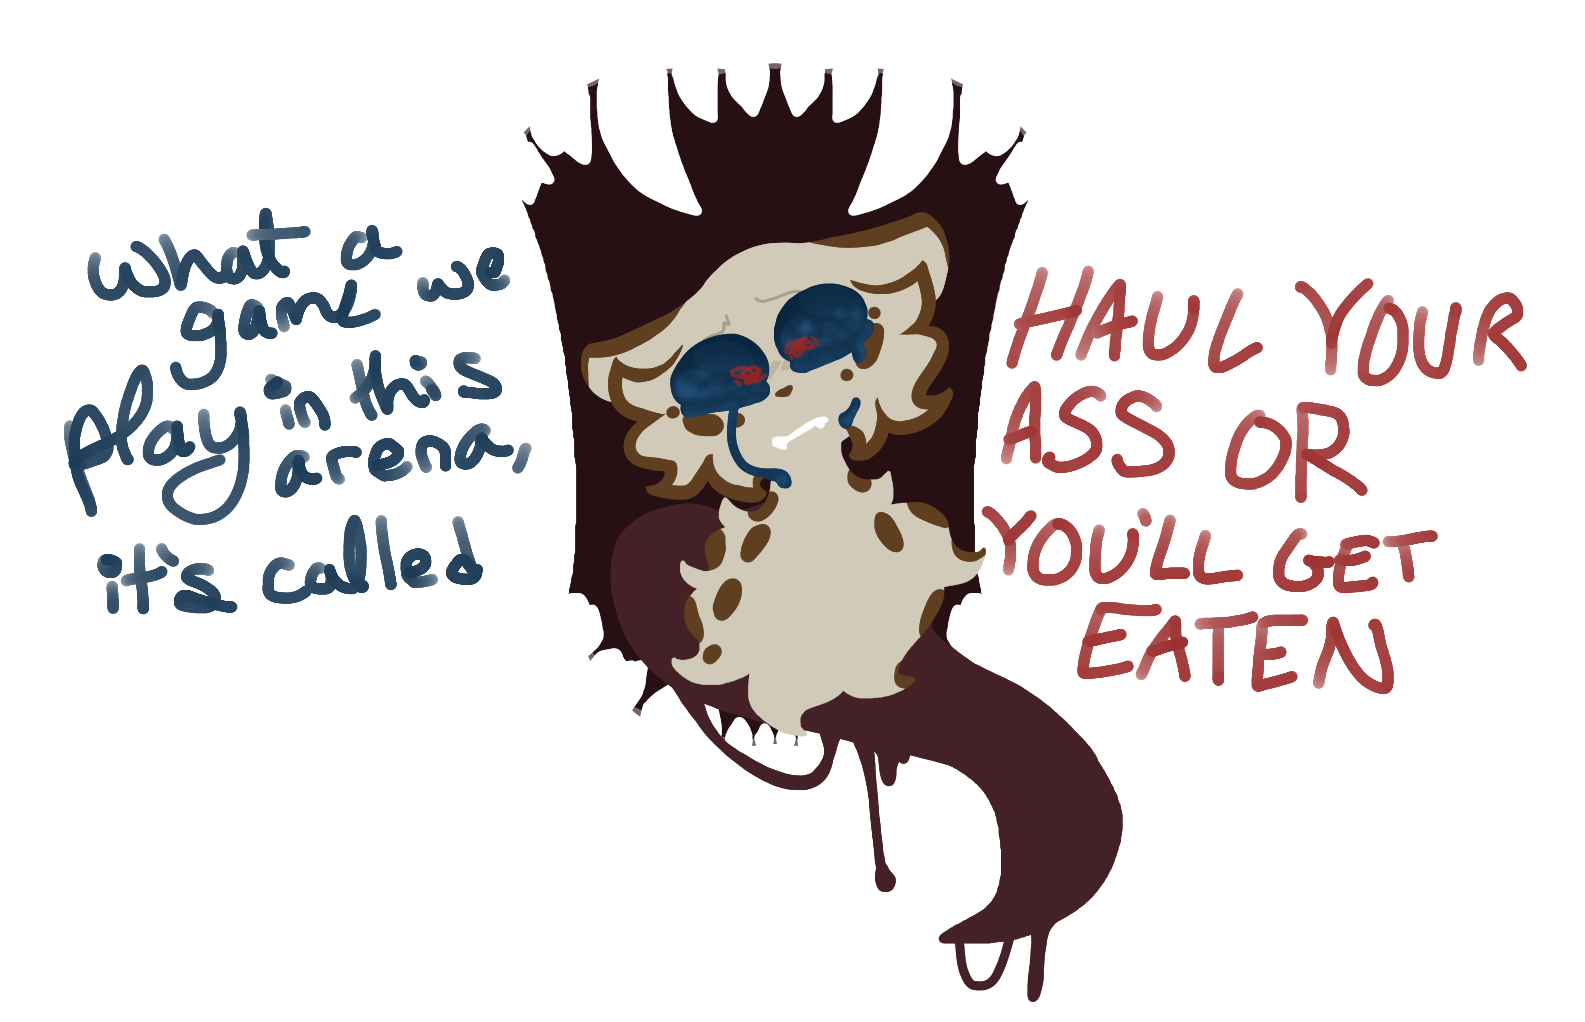 what a
game we
play in this
arena,
it's called
HAUL YOUR
ASS OR
YOU'LL GET
EATEN